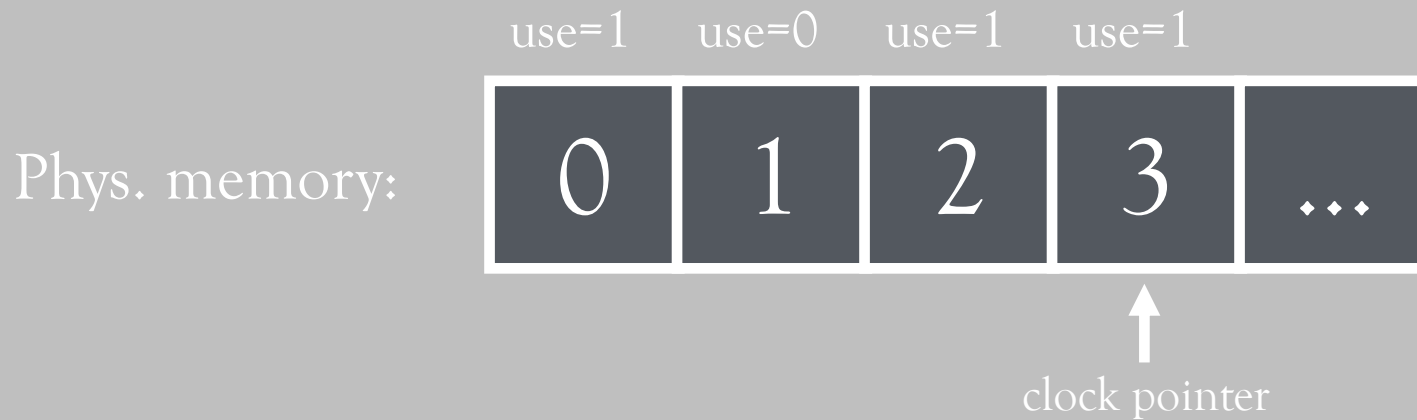 use=1 use=0 use=1 use=1
Phys. memory: 0 1 2 3 ...
clock pointer